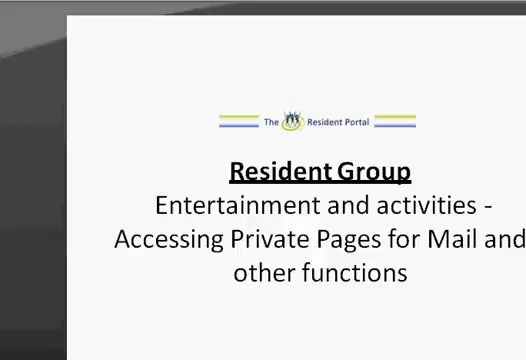 The Resident Portal
Resident Group
Entertainment and activities -
Accessing Private Pages for Mail and
other functions